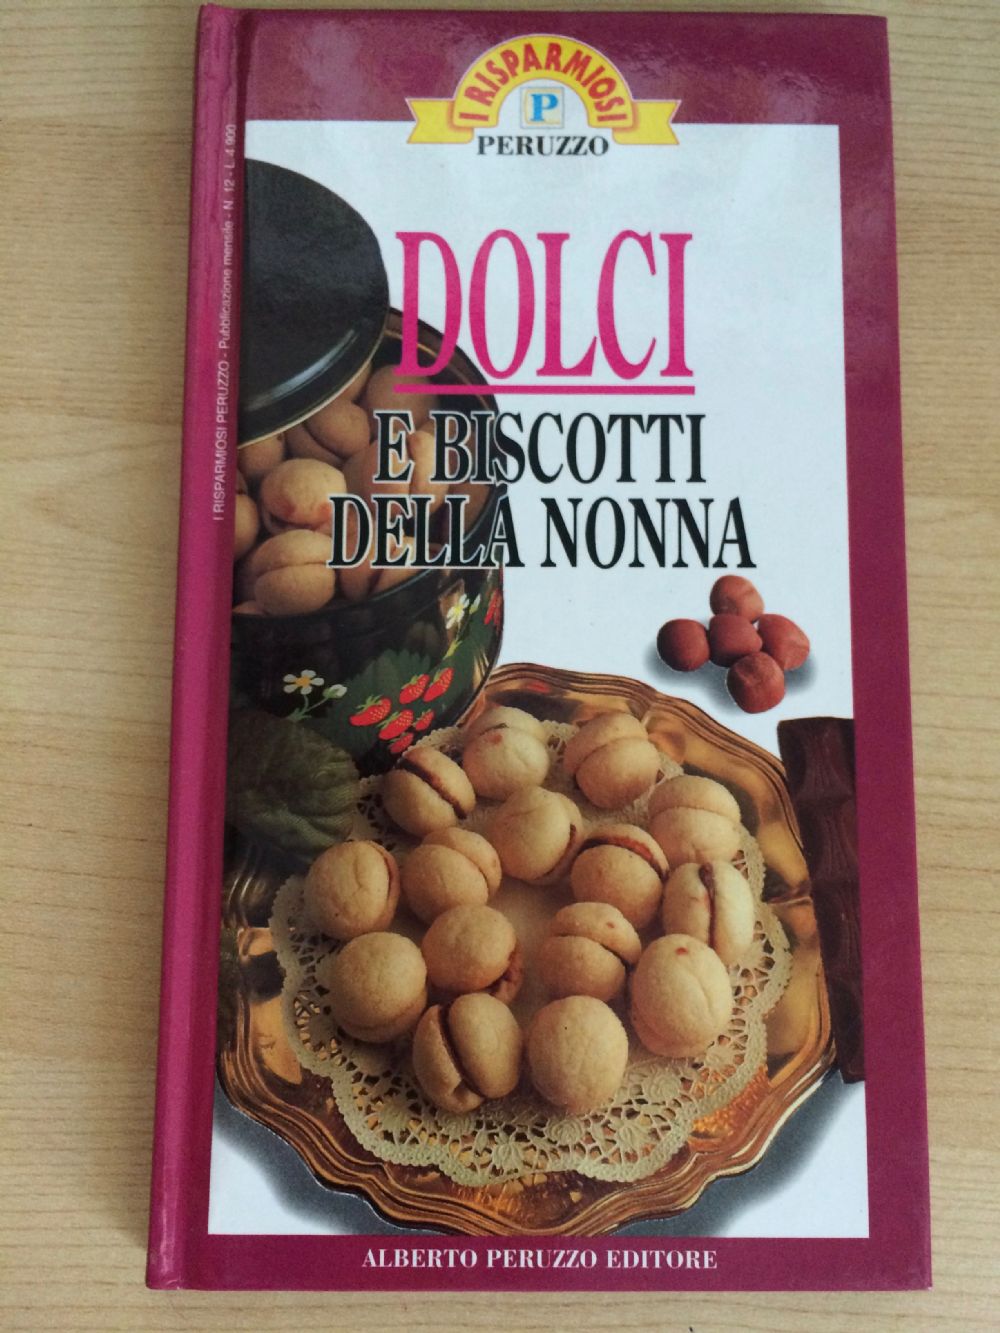 I RISPARMIOSI
P
PERUZZO
DOLCI
E BISCOTTI
DELLA NONNA
I RISPARMIOSI PERUZZO - Pubblicazione mensile - N. 12 - L. 4.900
ALBERTO PERUZZO EDITORE